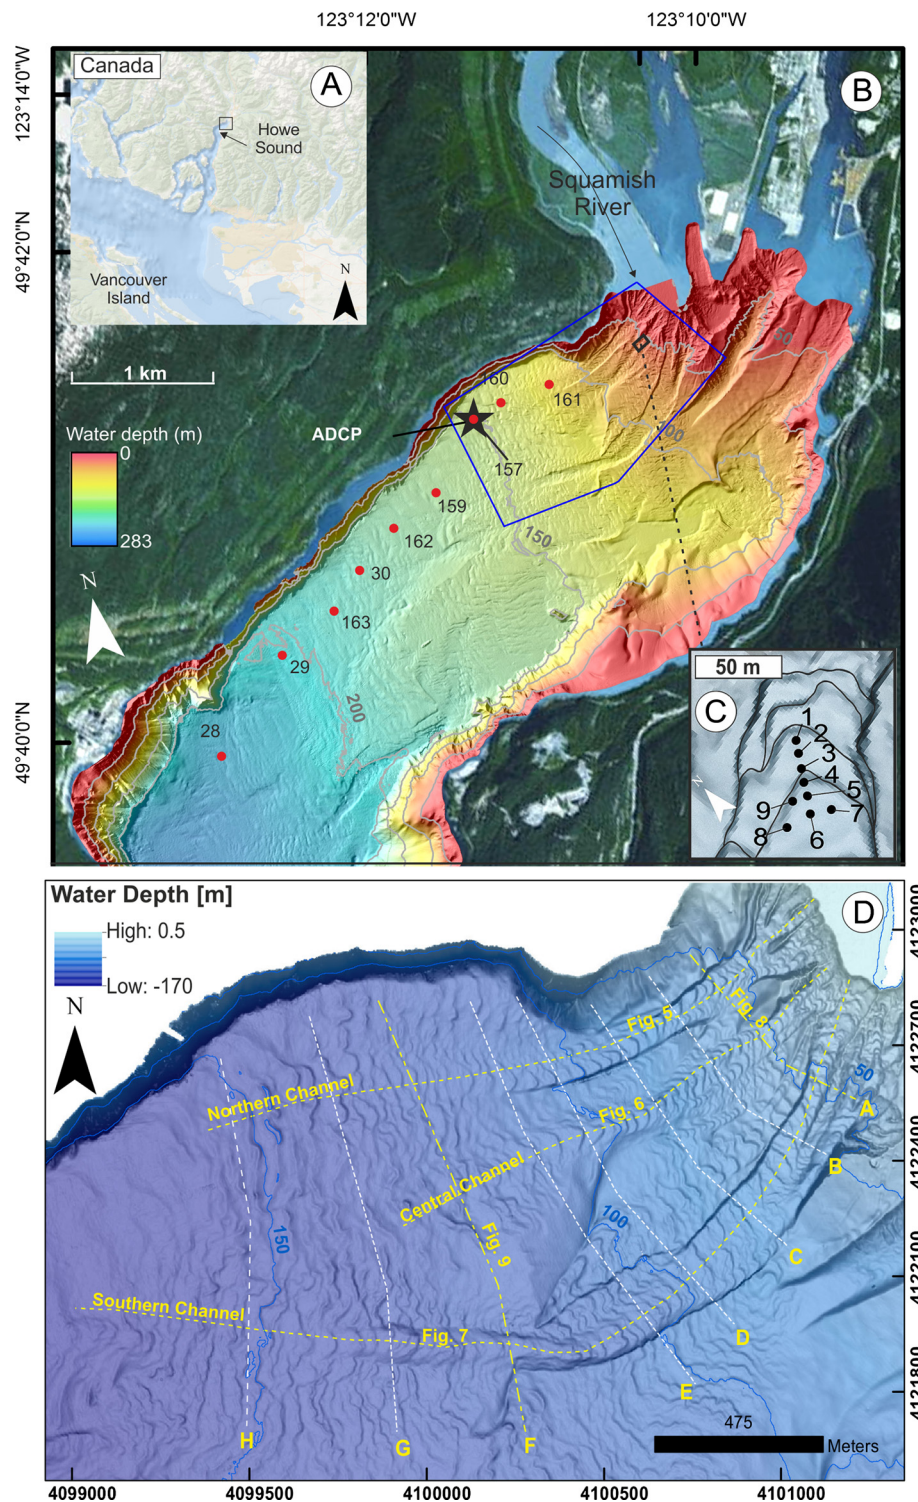 123°12'0"W
123°10'0"W
123°14'0"W
49°42'0"N
49°40'0"N
Canada
A
Howe
Sound
Vancouver
Island
N
B
Squamish
River
1 km
Water depth (m)
0
283
N
ADCP
50
100
150
200
160
161
157
159
162
30
163
29
28
50 m
C
1
2
3
4
5
9
7
8
6
N
Water Depth [m]
High: 0.5
Low: -170
N
D
Fig. 5
Fig. 8
50
A
Northern Channel
Fig. 6
B
Central Channel
150
Fig. 9
100
C
Southern Channel
Fig. 7
D
E
H
G
F
475
Meters
4123000
4122700
4122400
4122100
4121800
4099000
4099500
4100000
4100500
4101000